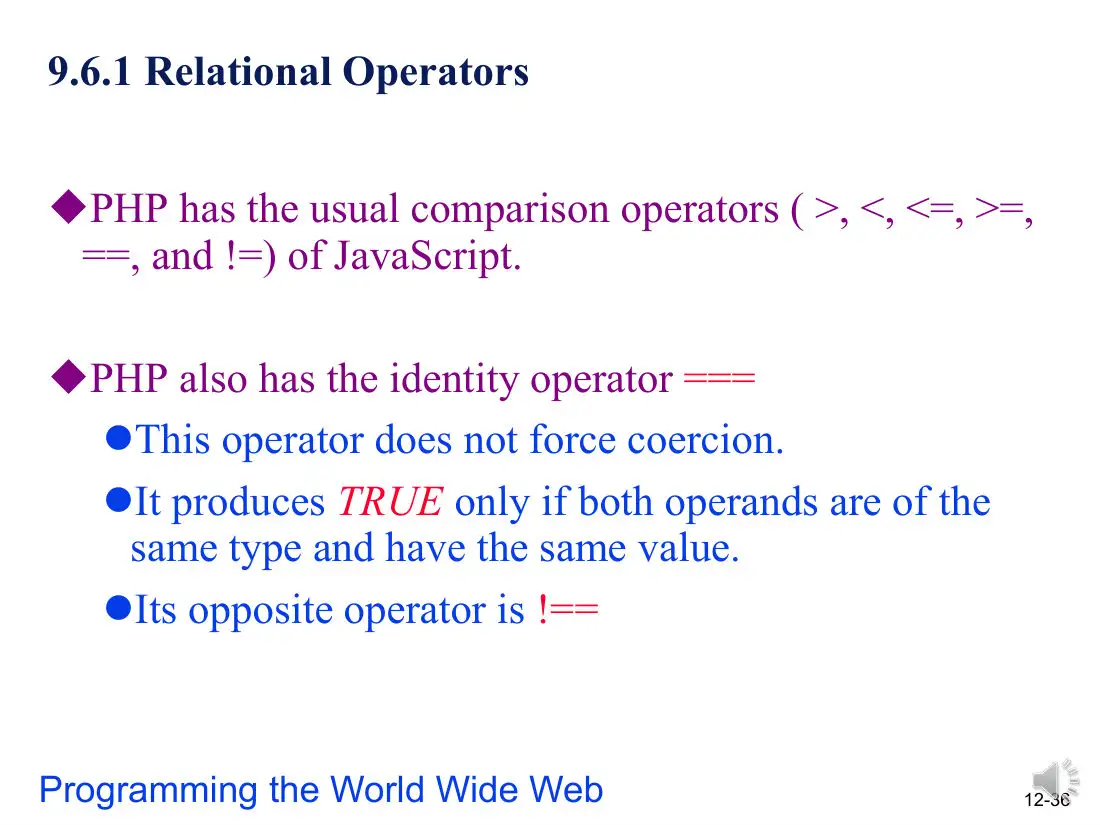 9.6.1 Relational Operators
◆PHP has the usual comparison operators ( >, <, <=, >=,
==, and !=) of JavaScript.
◆PHP also has the identity operator ===
●This operator does not force coercion.
●It produces TRUE only if both operands are of the
same type and have the same value.
●Its opposite operator is !==
Programming the World Wide Web
12-36